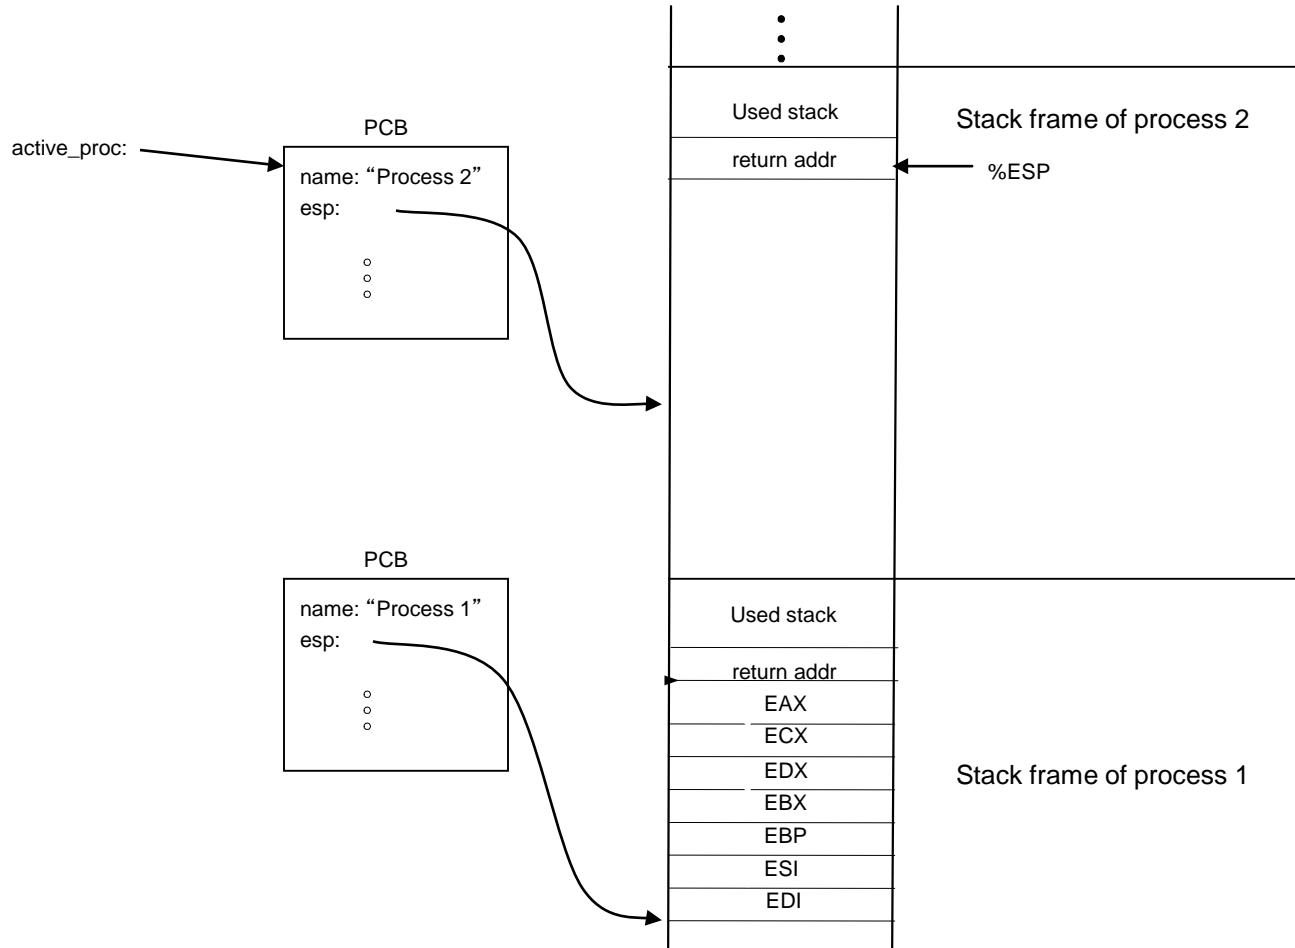 Used stack
Stack frame of process 2
PCB
active_proc:
return addr
%ESP
name: “Process 2”
esp:
PCB
name: “Process 1”
esp:
Used stack
return addr
EAX
ECX
EDX
Stack frame of process 1
EBX
EBP
ESI
EDI